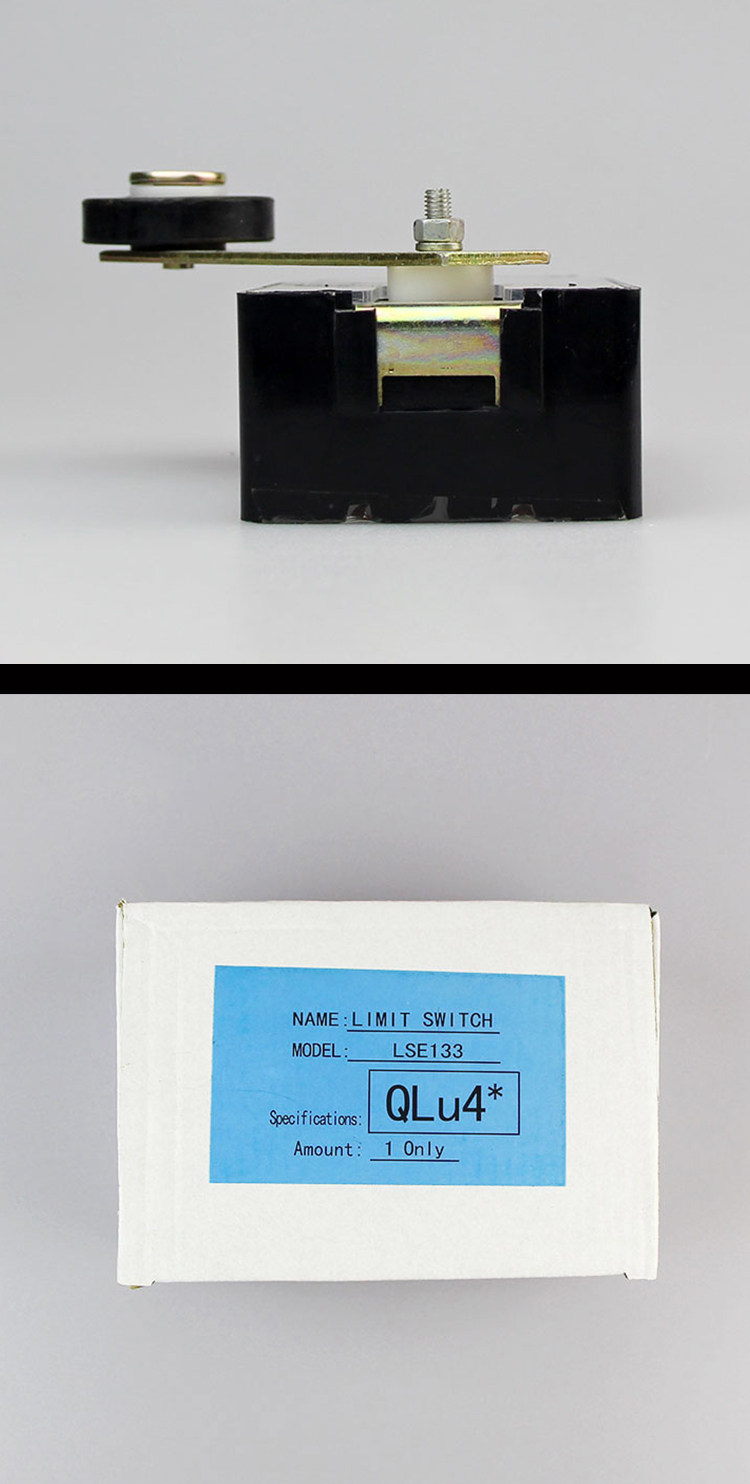 NAME:LIMIT SWITCH
MODEL: LSE133
Specifications: QLu4*
Amount: 1 Only